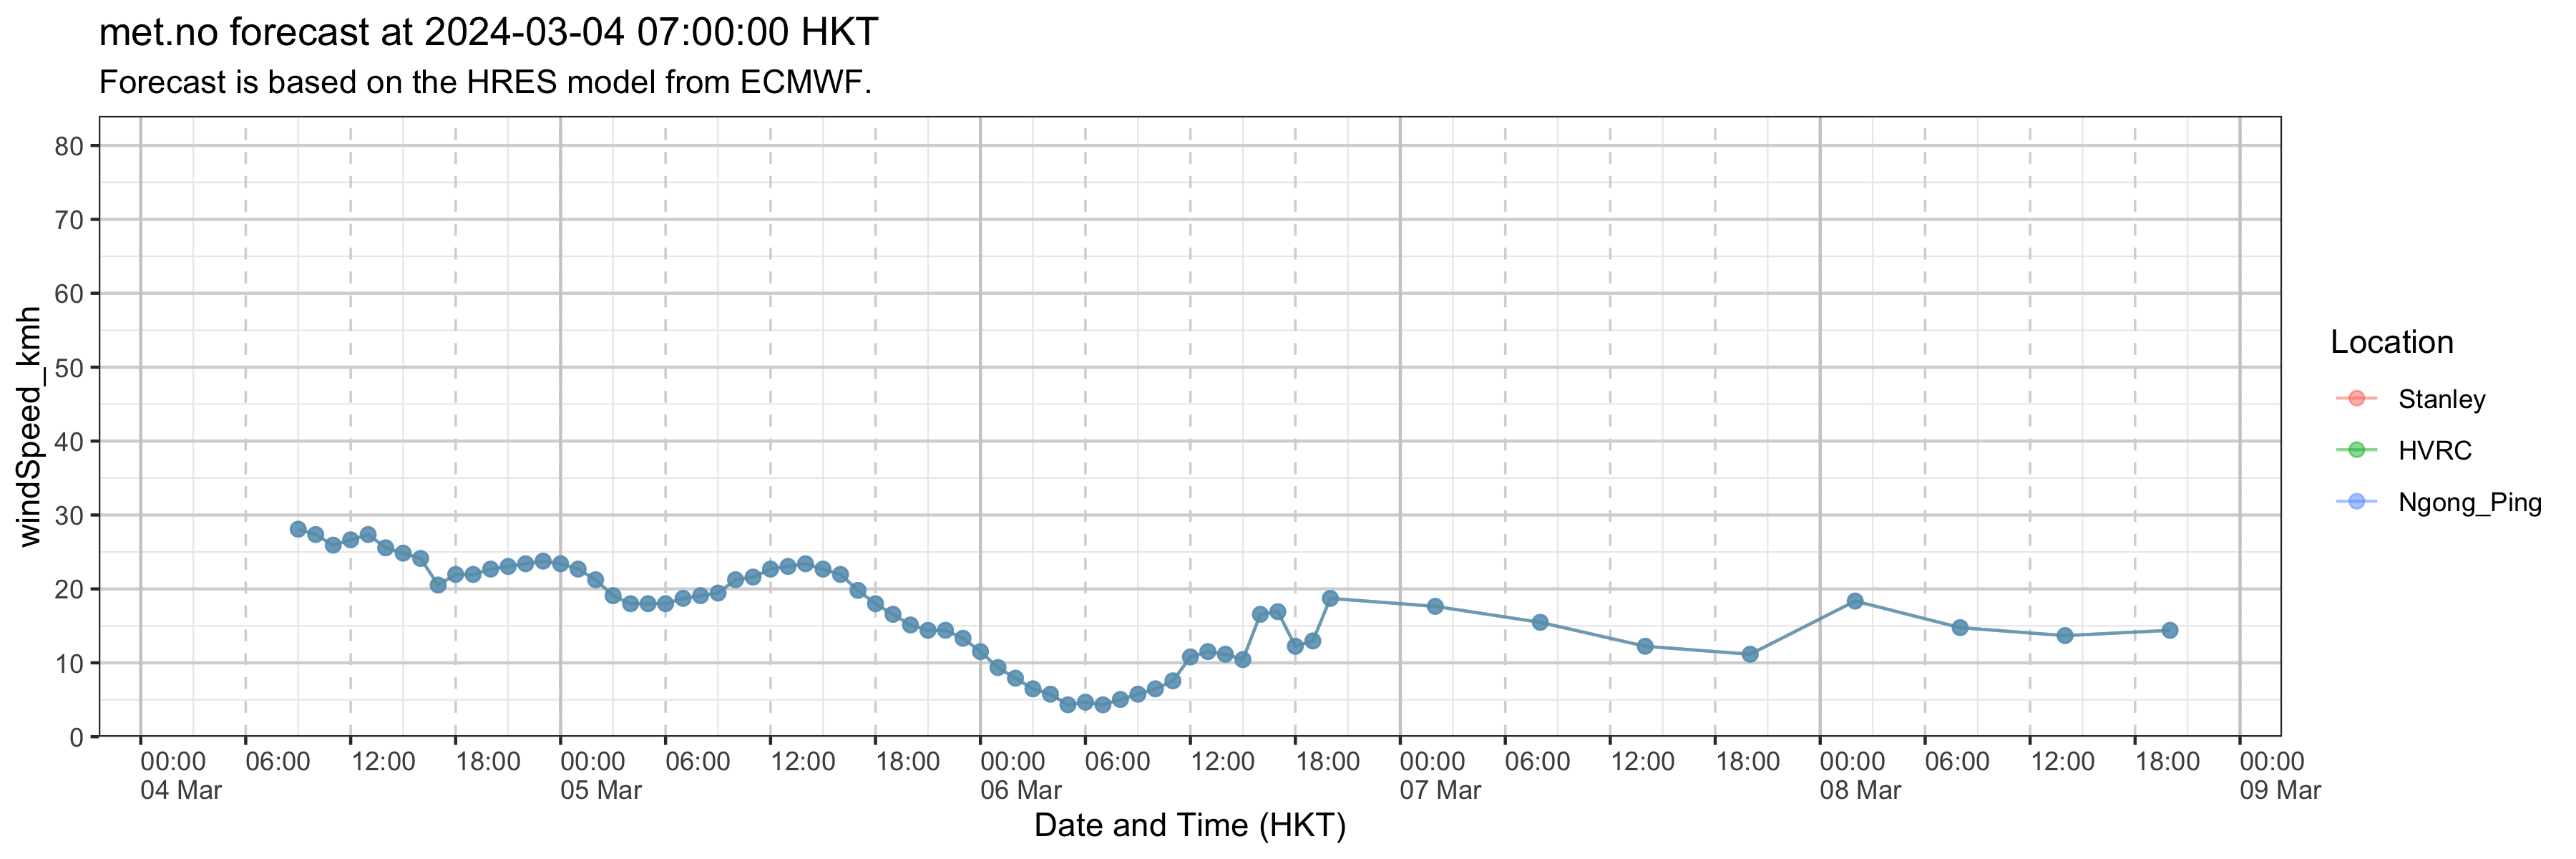 met.no forecast at 2024-03-04 07:00:00 HKT
Forecast is based on the HRES model from ECMWF.
windSpeed_kmh
80
70
60
50
40
30
20
10
0
00:00 06:00 12:00 18:00 00:00 06:00 12:00 18:00 00:00 06:00 12:00 18:00 00:00 06:00 12:00 18:00 00:00 06:00 12:00 18:00 00:00
04 Mar 05 Mar 06 Mar 07 Mar 08 Mar 09 Mar
Date and Time (HKT)
Location
Stanley
HVRC
Ngong_Ping